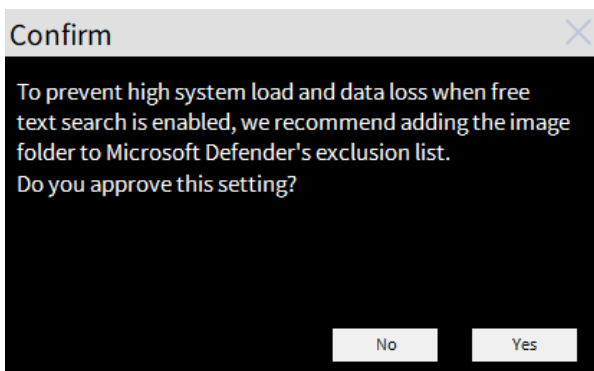 Confirm
To prevent high system load and data loss when free
text search is enabled, we recommend adding the image
folder to Microsoft Defender's exclusion list.
Do you approve this setting?
No
Yes